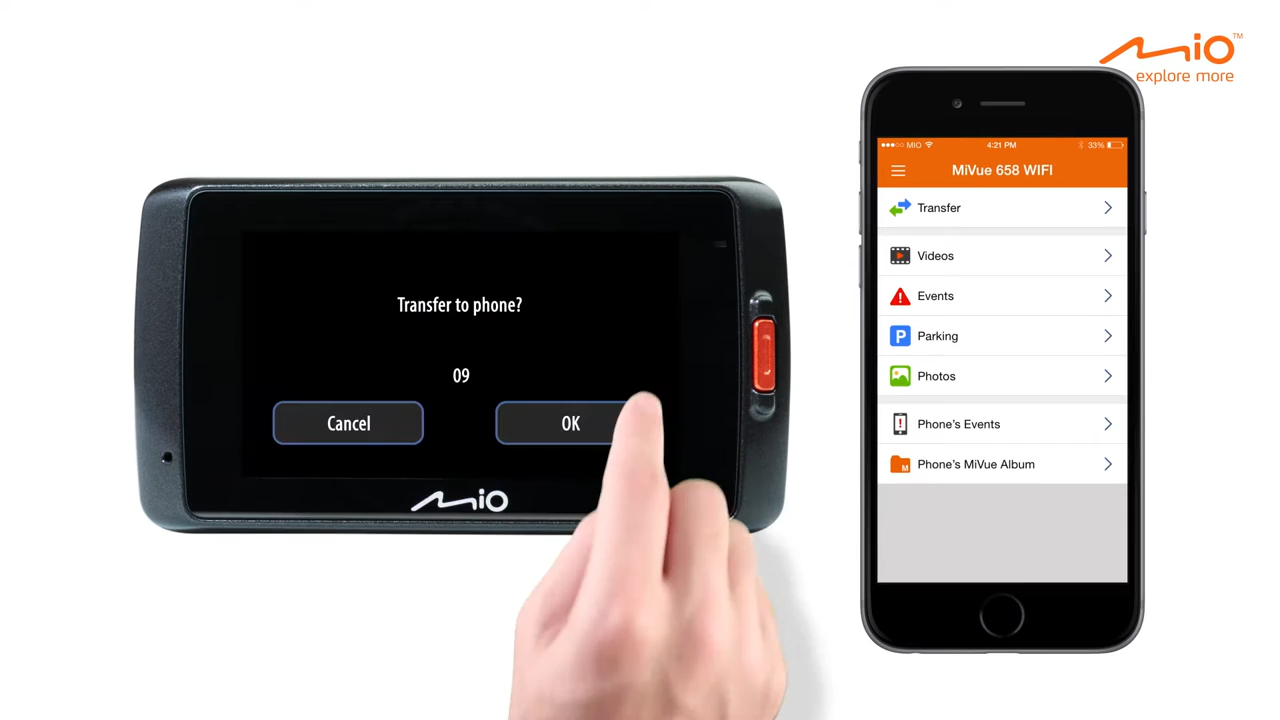 MiO™
explore more
Transfer to phone?
09
Cancel
OK
MiO
MIO
4:21 PM
33%
MiVue 658 WIFI
Transfer
Videos
Events
P
Parking
Photos
Phone's Events
M
Phone's MiVue Album